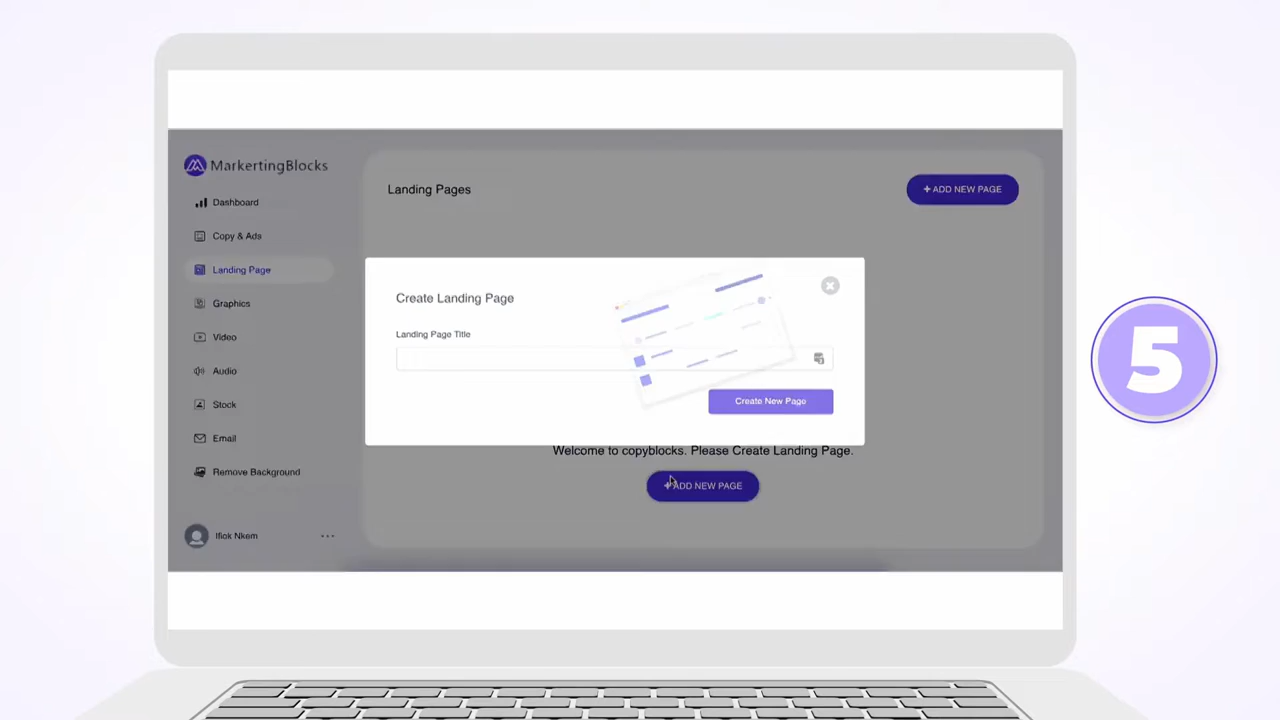 MarkertingBlocks
Dashboard
Copy & Ads
Landing Page
Graphics
Video
Audio
Stock
Email
Remove Background
Ifiok Nkem
Landing Pages
+ ADD NEW PAGE
Create Landing Page
Landing Page Title
Create New Page
Welcome to copyblocks. Please Create Landing Page.
+ ADD NEW PAGE
5